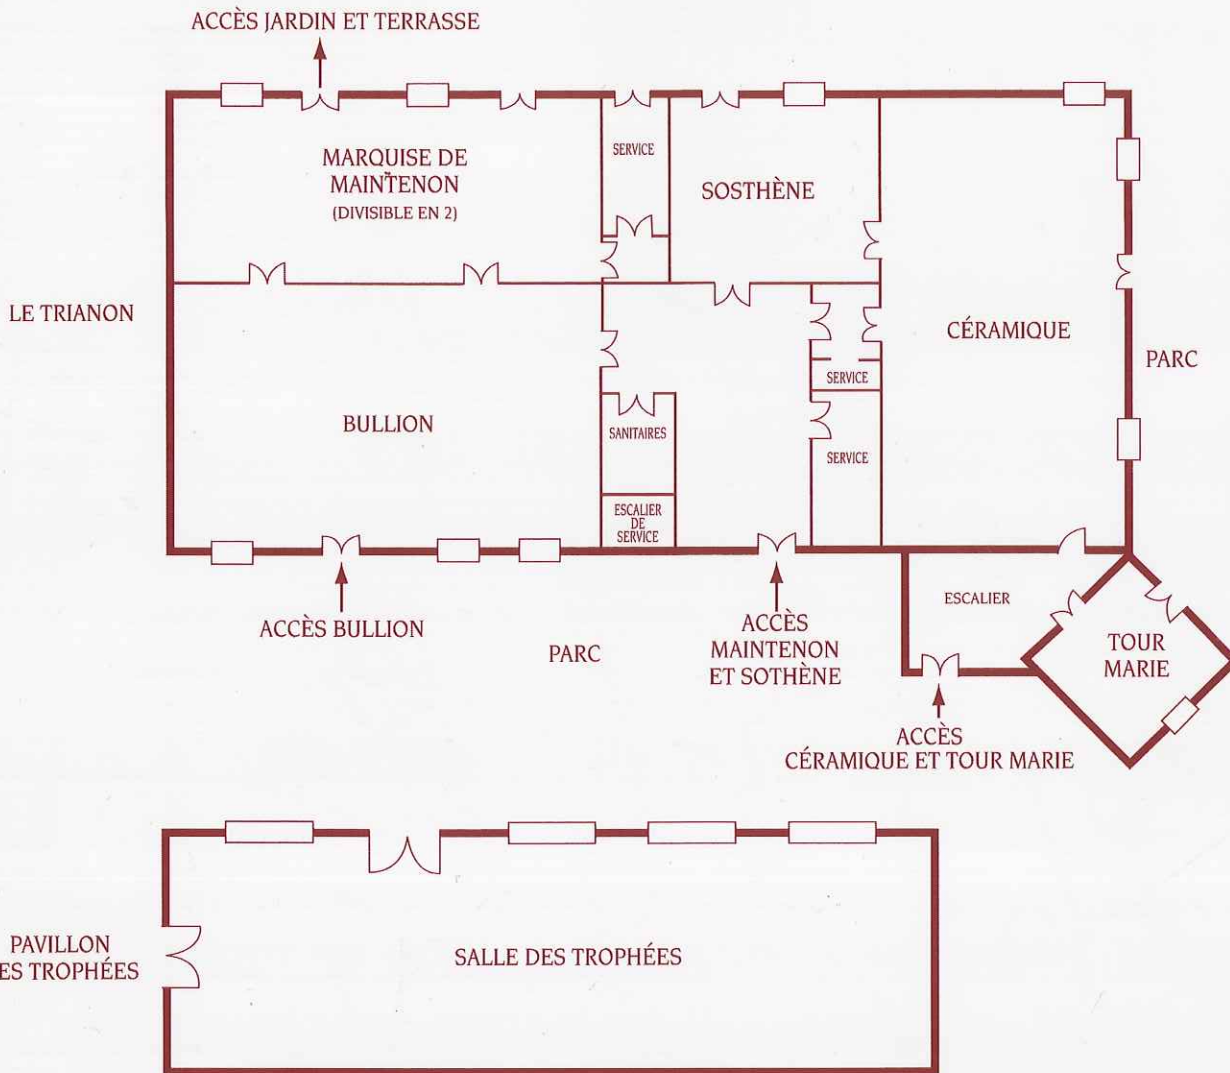 ACCÈS JARDIN ET TERRASSE
MARQUISE DE
MAINTENON
(DIVISIBLE EN 2)
SERVICE
SOSTHÈNE
LE TRIANON
CÉRAMIQUE
PARC
BULLION
SANITAIRES
SERVICE
SERVICE
ESCALIER
DE
SERVICE
ACCÈS BULLION
PARC
ACCÈS
MAINTENON
ET SOTHÈNE
ESCALIER
TOUR
MARIE
ACCÈS
CÉRAMIQUE ET TOUR MARIE
PAVILLON
ES TROPHÉES
SALLE DES TROPHÉES